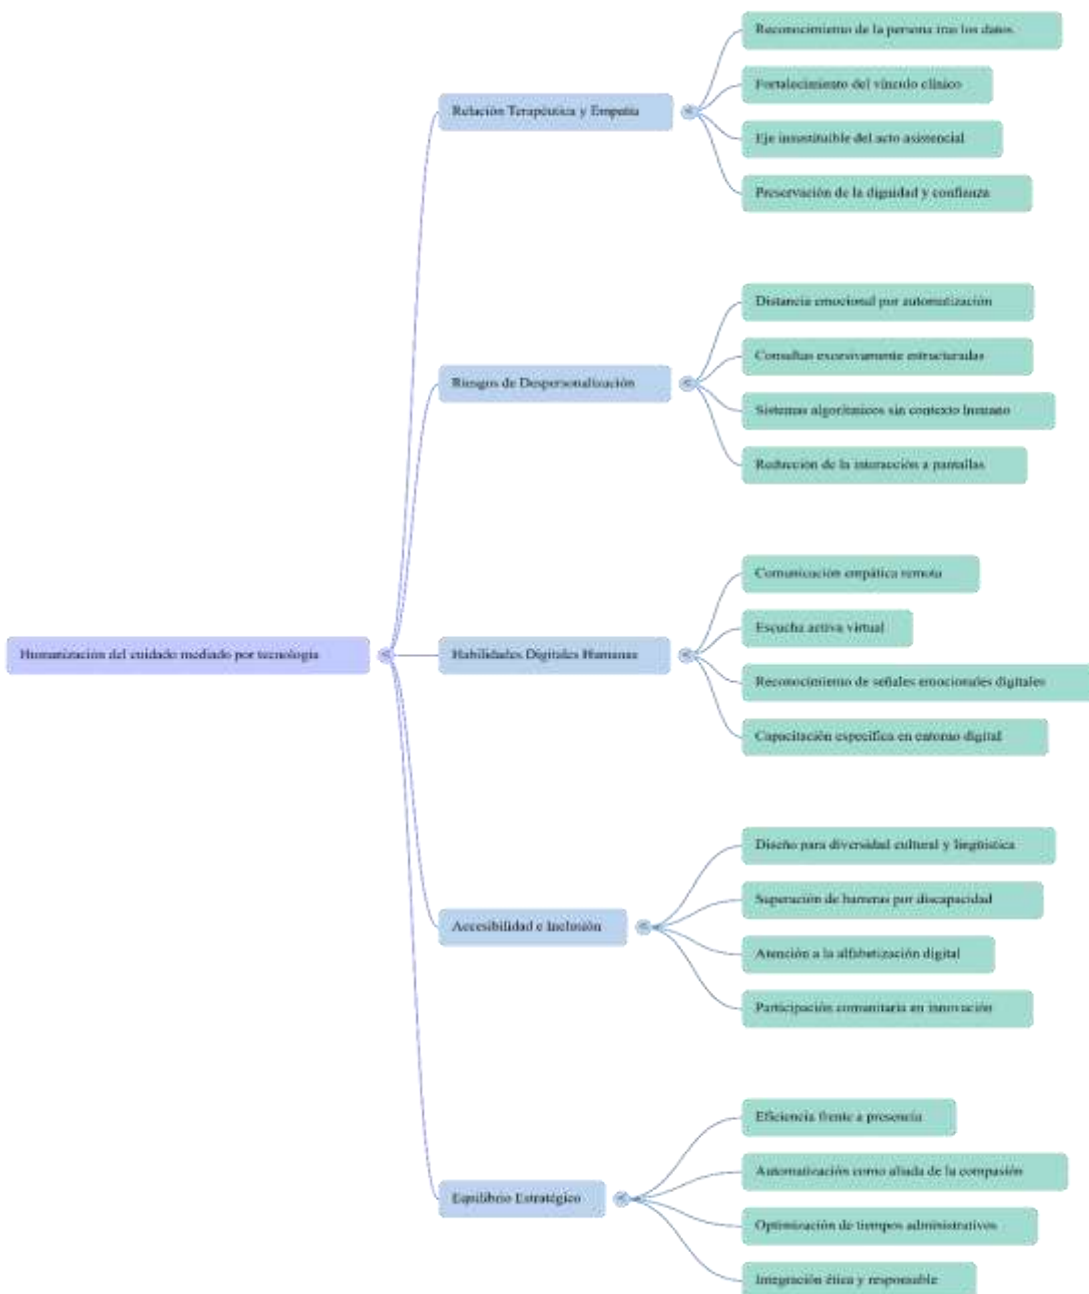 Humanización del cuidado mediado por tecnología
Relación Terapéutica y Empatía
Reconocimiento de la persona tras los datos
Fortalecimiento del vínculo clínico
Eje insustituible del acto asistencial
Preservación de la dignidad y confianza
Riesgos de Despersonalización
Distancia emocional por automatización
Consultas excesivamente estructuradas
Sistemas algorítmicos sin contexto humano
Reducción de la interacción a pantallas
Habilidades Digitales Humanas
Comunicación empática remota
Escucha activa virtual
Reconocimiento de señales emocionales digitales
Capacitación específica en entorno digital
Accesibilidad e Inclusión
Diseño para diversidad cultural y lingüística
Superación de barreras por discapacidad
Atención a la alfabetización digital
Participación comunitaria en innovación
Equilibrio Estratégico
Eficiencia frente a presencia
Automatización como aliada de la compasión
Optimización de tiempos administrativos
Integración ética y responsable